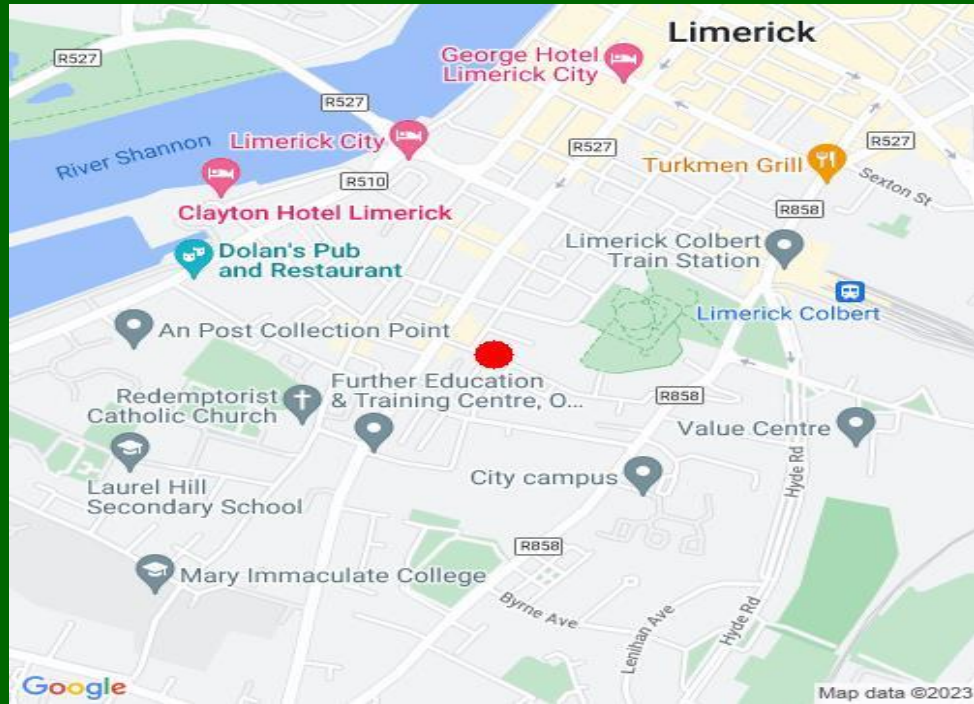 Limerick
George Hotel
Limerick City
R527
R527
Limerick City
River Shannon
R527
R527
Turkmen Grill
Sexton St
R510
Clayton Hotel Limerick
R858
Dolan's Pub
and Restaurant
Limerick Colbert
Train Station
Limerick Colbert
An Post Collection Point
Further Education
& Training Centre, O...
Redemptorist
Catholic Church
R858
Value Centre
City campus
Hyde Rd
Laurel Hill
Secondary School
R858
Mary Immaculate College
Byrne Ave
Lenihan Ave
Hyde Rd
Google
Map data ©2023